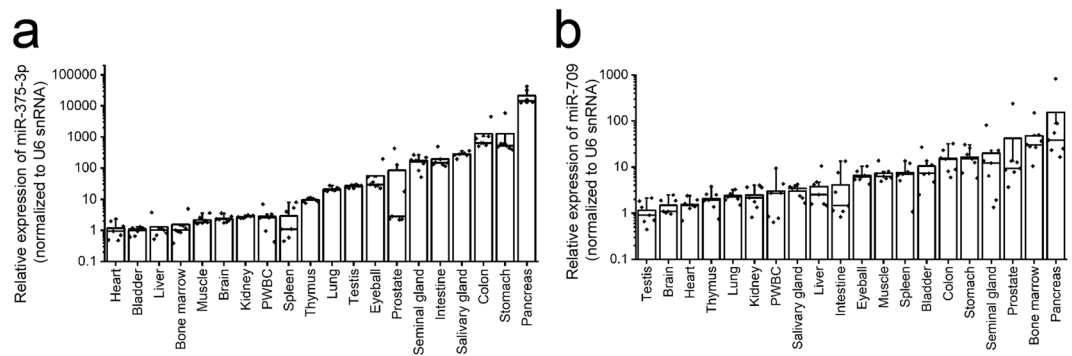 a
Relative expression of miR-375-3p
(normalized to U6 snRNA)
100000
10000
1000
100
10
1
0.1
Heart
Bladder
Liver
Bone marrow
Muscle
Brain
Kidney
PWBC
Spleen
Thymus
Lung
Testis
Eyeball
Prostate
Seminal gland
Intestine
Salivary gland
Colon
Stomach
Pancreas
b
Relative expression of miR-709
(normalized to U6 snRNA)
1000
100
10
1
0.1
Testis
Brain
Heart
Thymus
Lung
Kidney
PWBC
Salivary gland
Liver
Intestine
Eyeball
Muscle
Spleen
Bladder
Colon
Stomach
Seminal gland
Prostate
Bone marrow
Pancreas